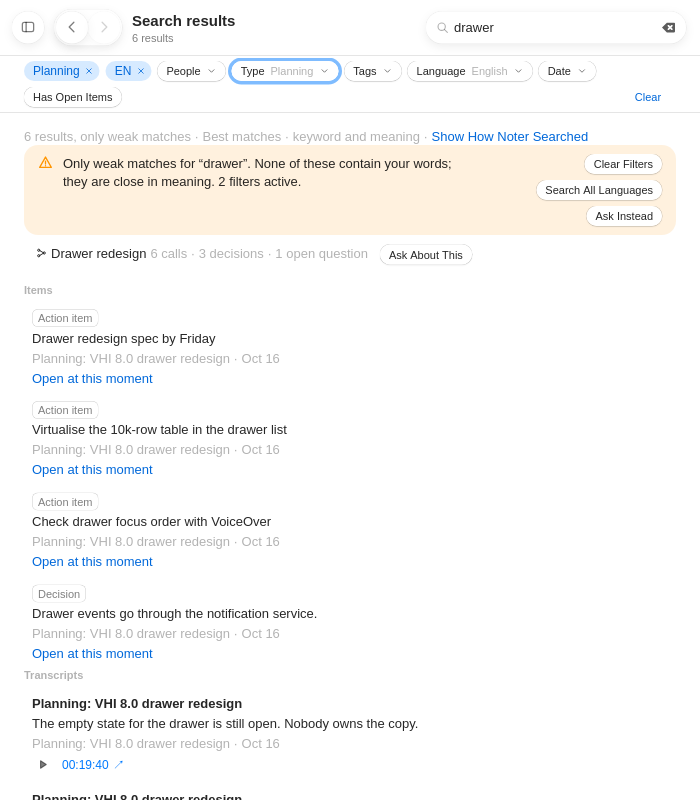 Search results
6 results
drawer
Planning × EN × People Type Planning Tags Language English Date
Has Open Items Clear
6 results, only weak matches · Best matches · keyword and meaning · Show How Noter Searched
Only weak matches for “drawer”. None of these contain your words;
they are close in meaning. 2 filters active.
Clear Filters
Search All Languages
Ask Instead
Drawer redesign 6 calls · 3 decisions · 1 open question Ask About This
Items
Action item
Drawer redesign spec by Friday
Planning: VHI 8.0 drawer redesign · Oct 16
Open at this moment
Action item
Virtualise the 10k-row table in the drawer list
Planning: VHI 8.0 drawer redesign · Oct 16
Open at this moment
Action item
Check drawer focus order with VoiceOver
Planning: VHI 8.0 drawer redesign · Oct 16
Open at this moment
Decision
Drawer events go through the notification service.
Planning: VHI 8.0 drawer redesign · Oct 16
Open at this moment
Transcripts
Planning: VHI 8.0 drawer redesign
The empty state for the drawer is still open. Nobody owns the copy.
Planning: VHI 8.0 drawer redesign · Oct 16
00:19:40
Planning: VHI 8.0 drawer redesign